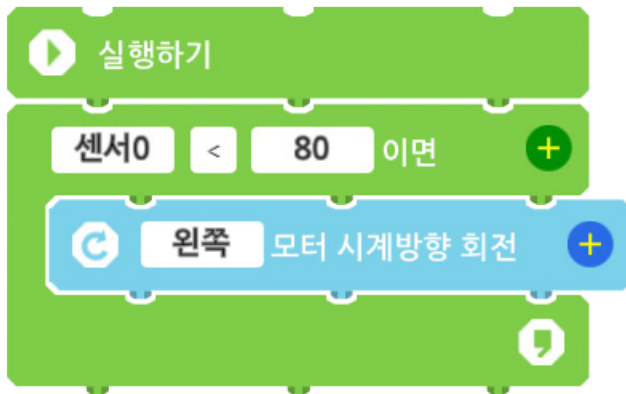 실행하기
센서0 < 80 이면 +
왼쪽 모터 시계방향 회전 +